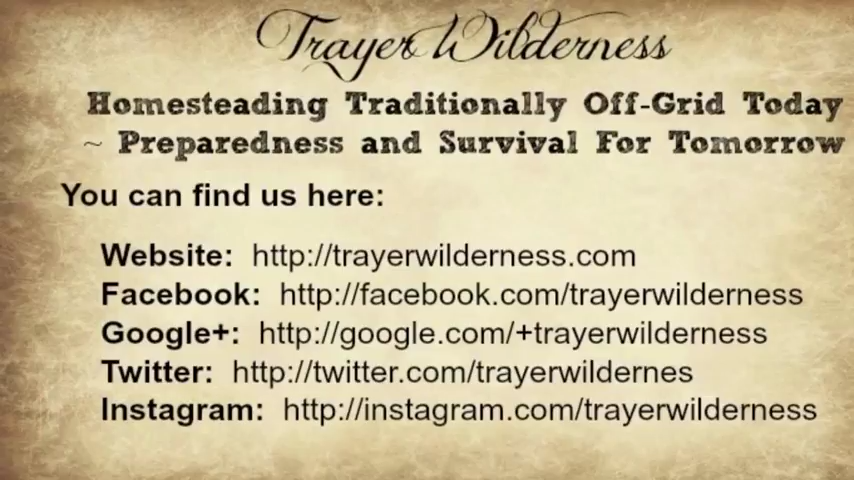 Trayer Wilderness
Homesteading Traditionally Off-Grid Today
~ Preparedness and Survival For Tomorrow
You can find us here:
Website: http://trayerwilderness.com
Facebook: http://facebook.com/trayerwilderness
Google+: http://google.com/+trayerwilderness
Twitter: http://twitter.com/trayerwildernes
Instagram: http://instagram.com/trayerwilderness